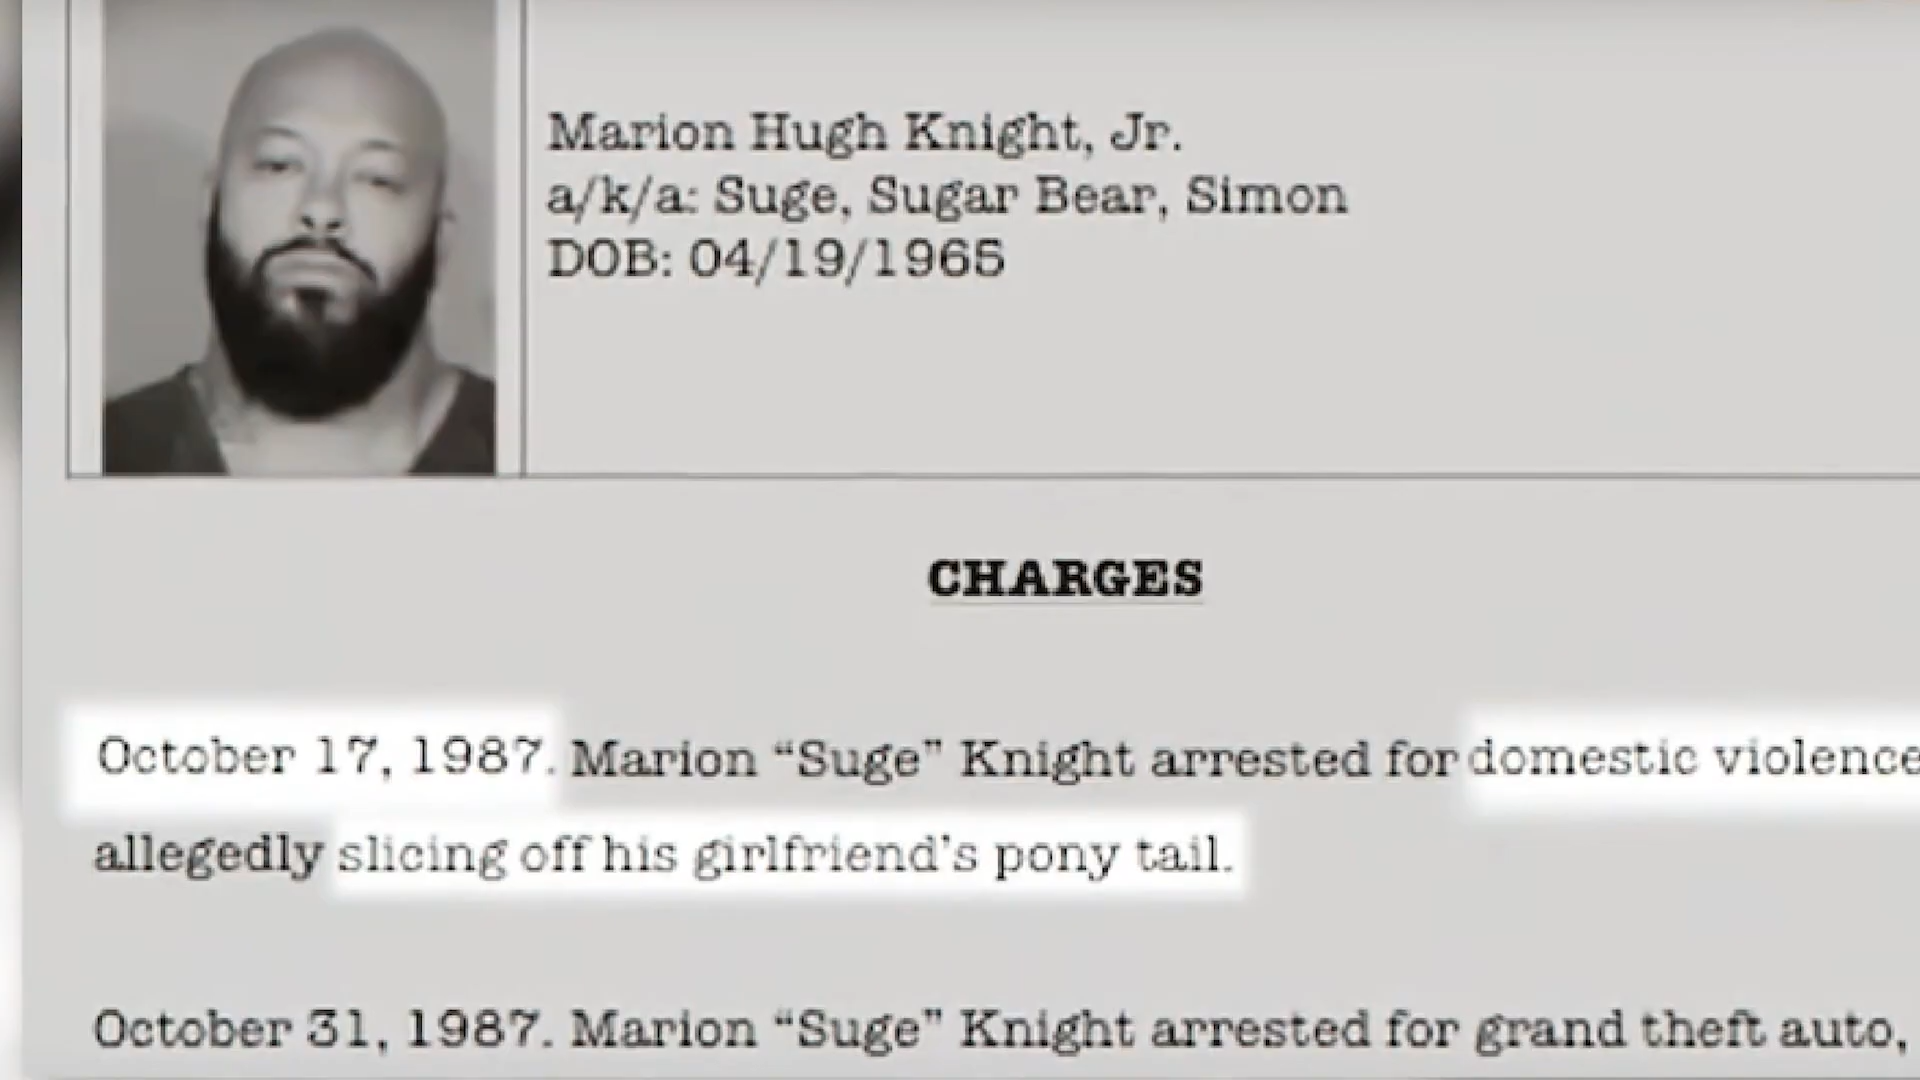 Marion Hugh Knight, Jr.
a/k/a: Suge, Sugar Bear, Simon
DOB: 04/19/1965
CHARGES
October 17, 1987. Marion “Suge” Knight arrested for domestic violence
allegedly slicing off his girlfriend’s pony tail.
October 31, 1987. Marion “Suge” Knight arrested for grand theft auto,